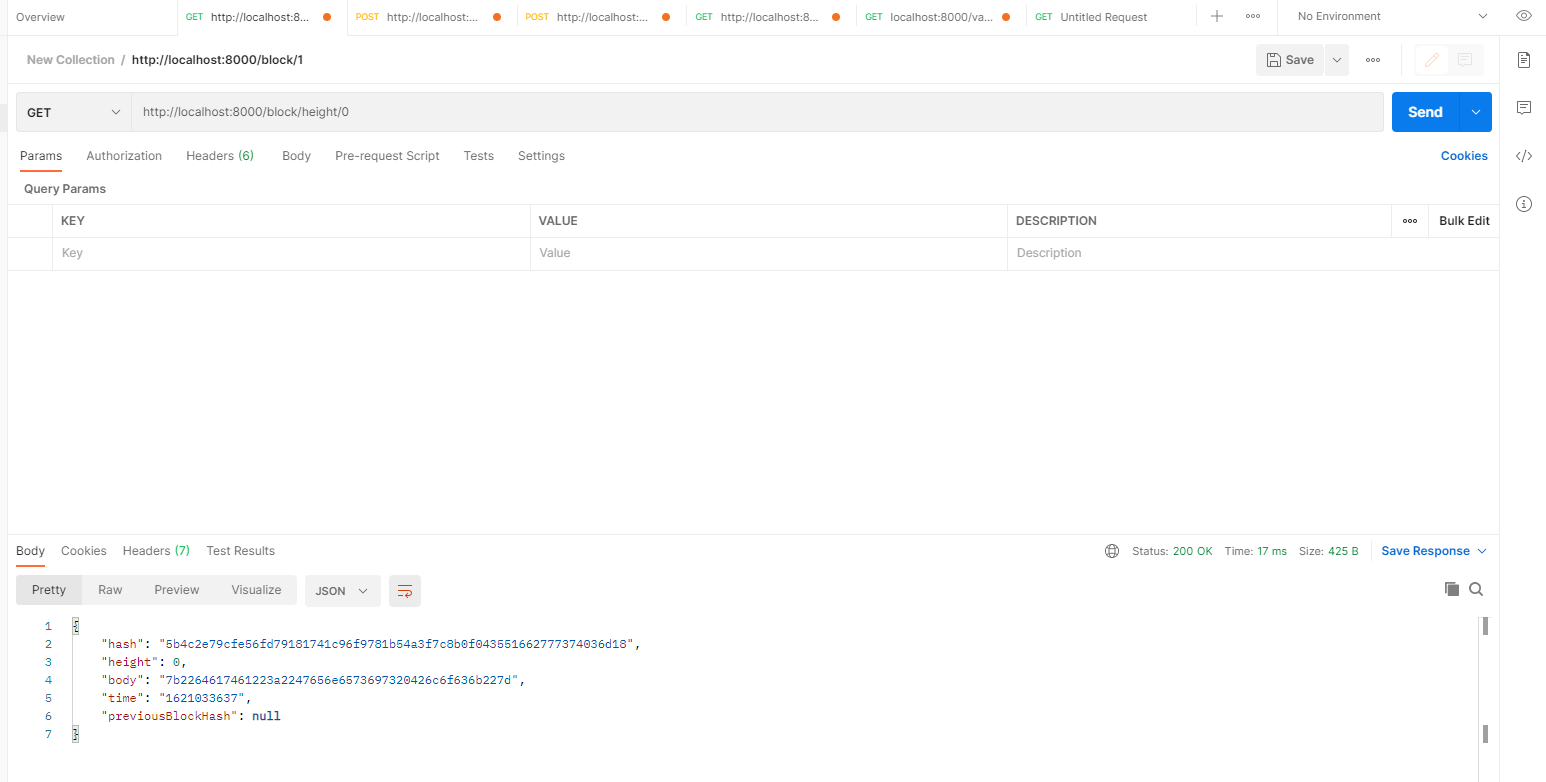 Overview GET http://localhost:8... POST http://localhost:... POST http://localhost:... GET http://localhost:8... GET localhost:8000/va... GET Untitled Request No Environment
New Collection / http://localhost:8000/block/1 Save
GET http://localhost:8000/block/height/0 Send
Params Authorization Headers (6) Body Pre-request Script Tests Settings Cookies
Query Params
KEY VALUE DESCRIPTION Bulk Edit
Key Value Description
Body Cookies Headers (7) Test Results Status: 200 OK Time: 17 ms Size: 425 B Save Response
Pretty Raw Preview Visualize JSON
1 {
2 "hash": "5b4c2e79cfe56fd79181741c96f9781b54a3f7c8b0f043551662777374036d18",
3 "height": 0,
4 "body": "7b2264617461223a2247656e6573697320426c6f636b227d",
5 "time": "1621033637",
6 "previousBlockHash": null
7 }